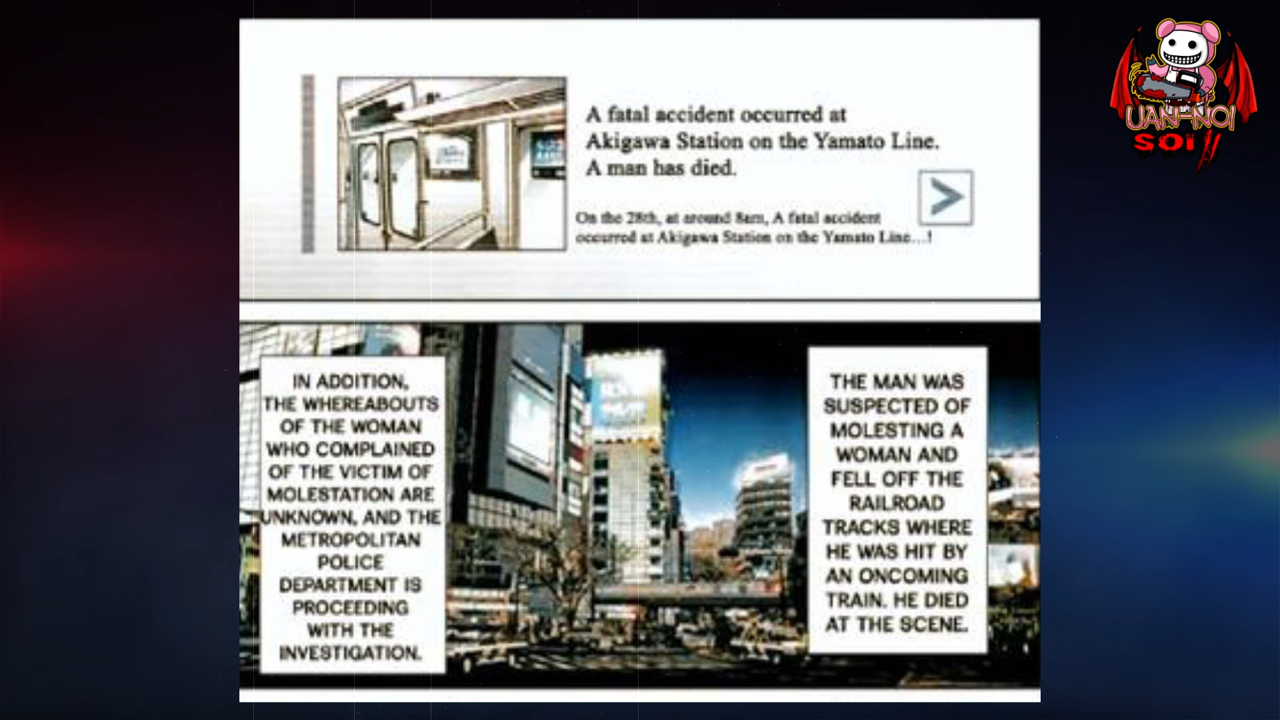 A fatal accident occurred at
Akigawa Station on the Yamato Line.
A man has died.
On the 28th, at around 8am, A fatal accident
occurred at Akigawa Station on the Yamato Line...!
THE MAN WAS
SUSPECTED OF
MOLESTING A
WOMAN AND
FELL OFF THE
RAILROAD
TRACKS WHERE
HE WAS HIT BY
AN ONCOMING
TRAIN. HE DIED
AT THE SCENE.
IN ADDITION,
THE WHEREABOUTS
OF THE WOMAN
WHO COMPLAINED
OF THE VICTIM OF
MOLESTATION ARE
UNKNOWN, AND THE
METROPOLITAN
POLICE
DEPARTMENT IS
PROCEEDING
WITH THE
INVESTIGATION.
UAN-NOI
SOI